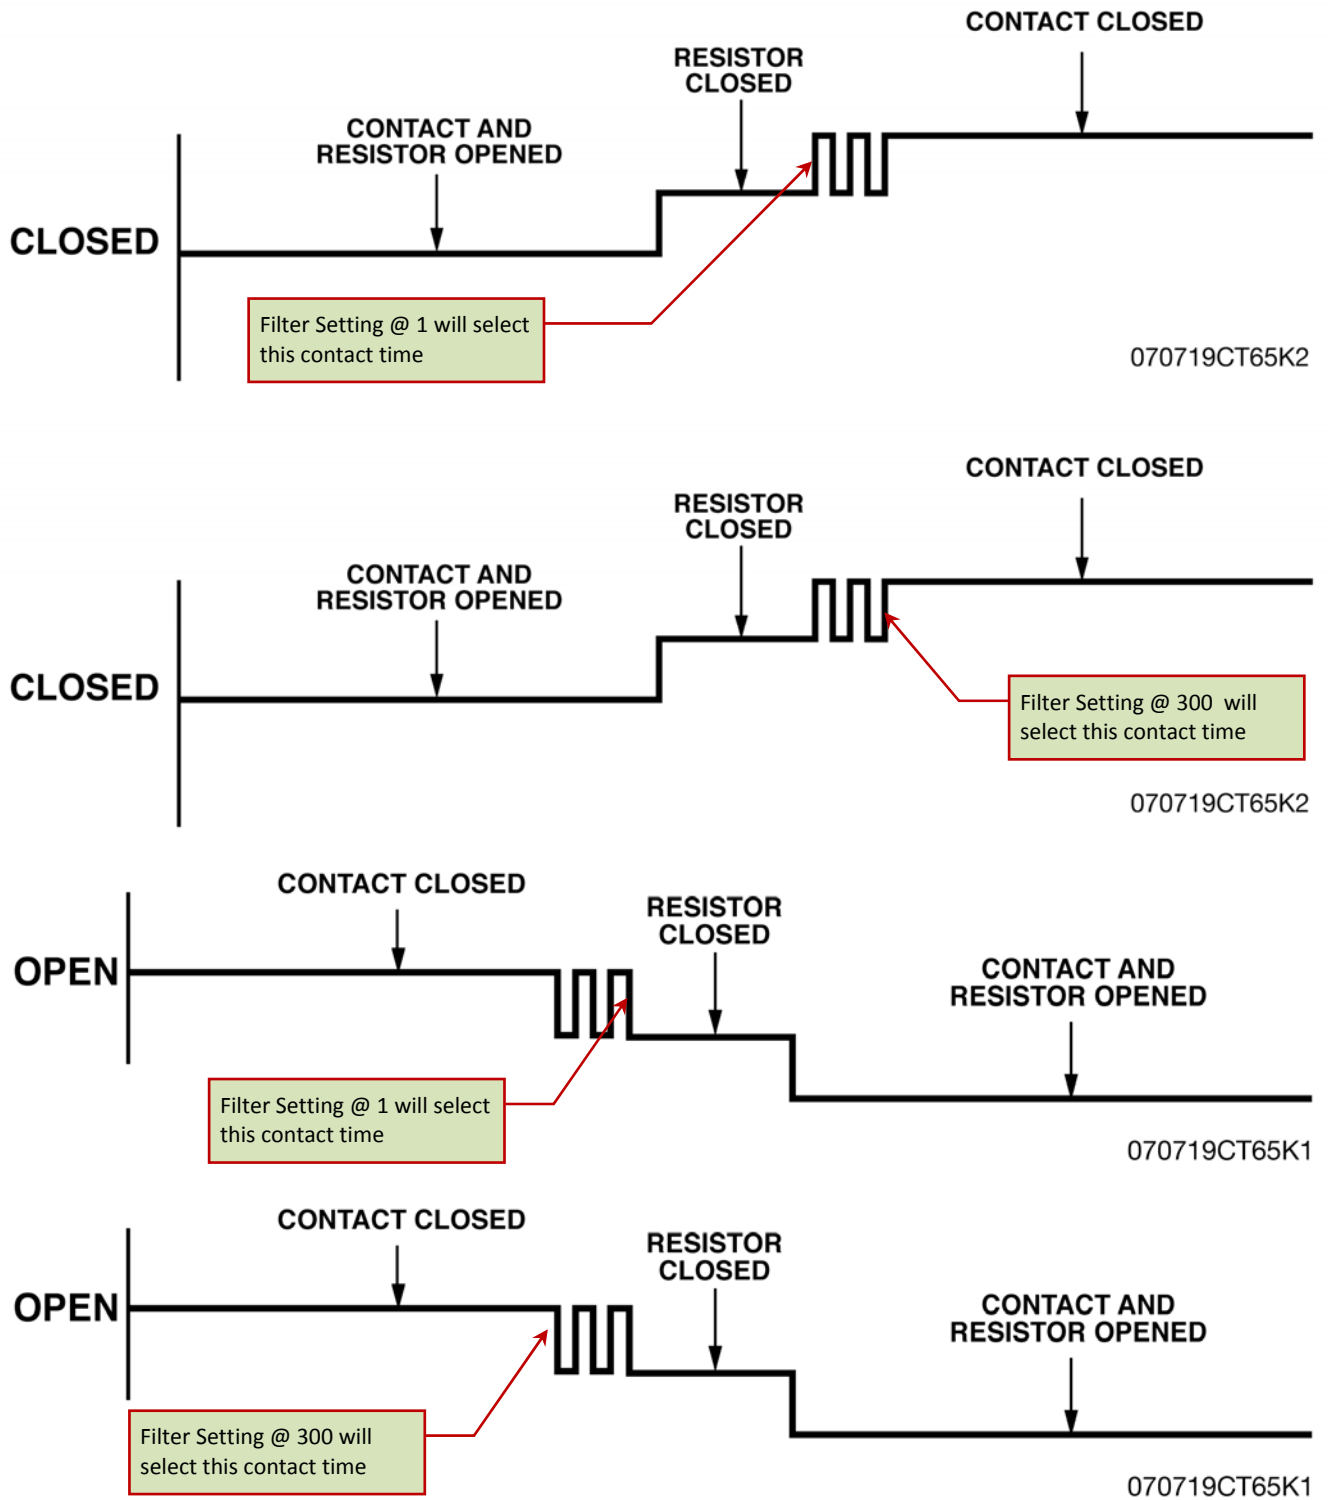 CONTACT CLOSED
RESISTOR
CLOSED
CONTACT AND
RESISTOR OPENED
CLOSED
Filter Setting @ 1 will select
this contact time
070719CT65K2
CONTACT CLOSED
RESISTOR
CLOSED
CONTACT AND
RESISTOR OPENED
CLOSED
Filter Setting @ 300 will
select this contact time
070719CT65K2
CONTACT CLOSED
RESISTOR
CLOSED
OPEN
CONTACT AND
RESISTOR OPENED
Filter Setting @ 1 will select
this contact time
070719CT65K1
CONTACT CLOSED
RESISTOR
CLOSED
OPEN
CONTACT AND
RESISTOR OPENED
Filter Setting @ 300 will
select this contact time
070719CT65K1